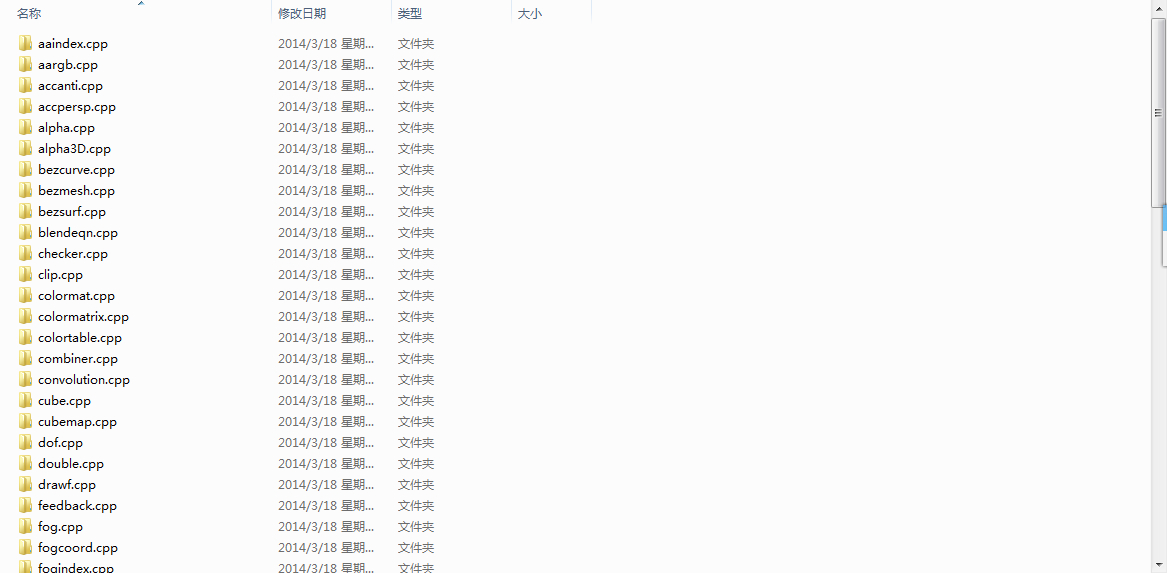 名称 修改日期 类型 大小
aaindex.cpp 2014/3/18 星期... 文件夹
aargb.cpp 2014/3/18 星期... 文件夹
accanti.cpp 2014/3/18 星期... 文件夹
accpersp.cpp 2014/3/18 星期... 文件夹
alpha.cpp 2014/3/18 星期... 文件夹
alpha3D.cpp 2014/3/18 星期... 文件夹
bezcurve.cpp 2014/3/18 星期... 文件夹
bezmesh.cpp 2014/3/18 星期... 文件夹
bezsurf.cpp 2014/3/18 星期... 文件夹
blendeqn.cpp 2014/3/18 星期... 文件夹
checker.cpp 2014/3/18 星期... 文件夹
clip.cpp 2014/3/18 星期... 文件夹
colormat.cpp 2014/3/18 星期... 文件夹
colormatrix.cpp 2014/3/18 星期... 文件夹
colortable.cpp 2014/3/18 星期... 文件夹
combiner.cpp 2014/3/18 星期... 文件夹
convolution.cpp 2014/3/18 星期... 文件夹
cube.cpp 2014/3/18 星期... 文件夹
cubemap.cpp 2014/3/18 星期... 文件夹
dof.cpp 2014/3/18 星期... 文件夹
double.cpp 2014/3/18 星期... 文件夹
drawf.cpp 2014/3/18 星期... 文件夹
feedback.cpp 2014/3/18 星期... 文件夹
fog.cpp 2014/3/18 星期... 文件夹
fogcoord.cpp 2014/3/18 星期... 文件夹
fogindex.cpp 2014/3/18 星期... 文件夹